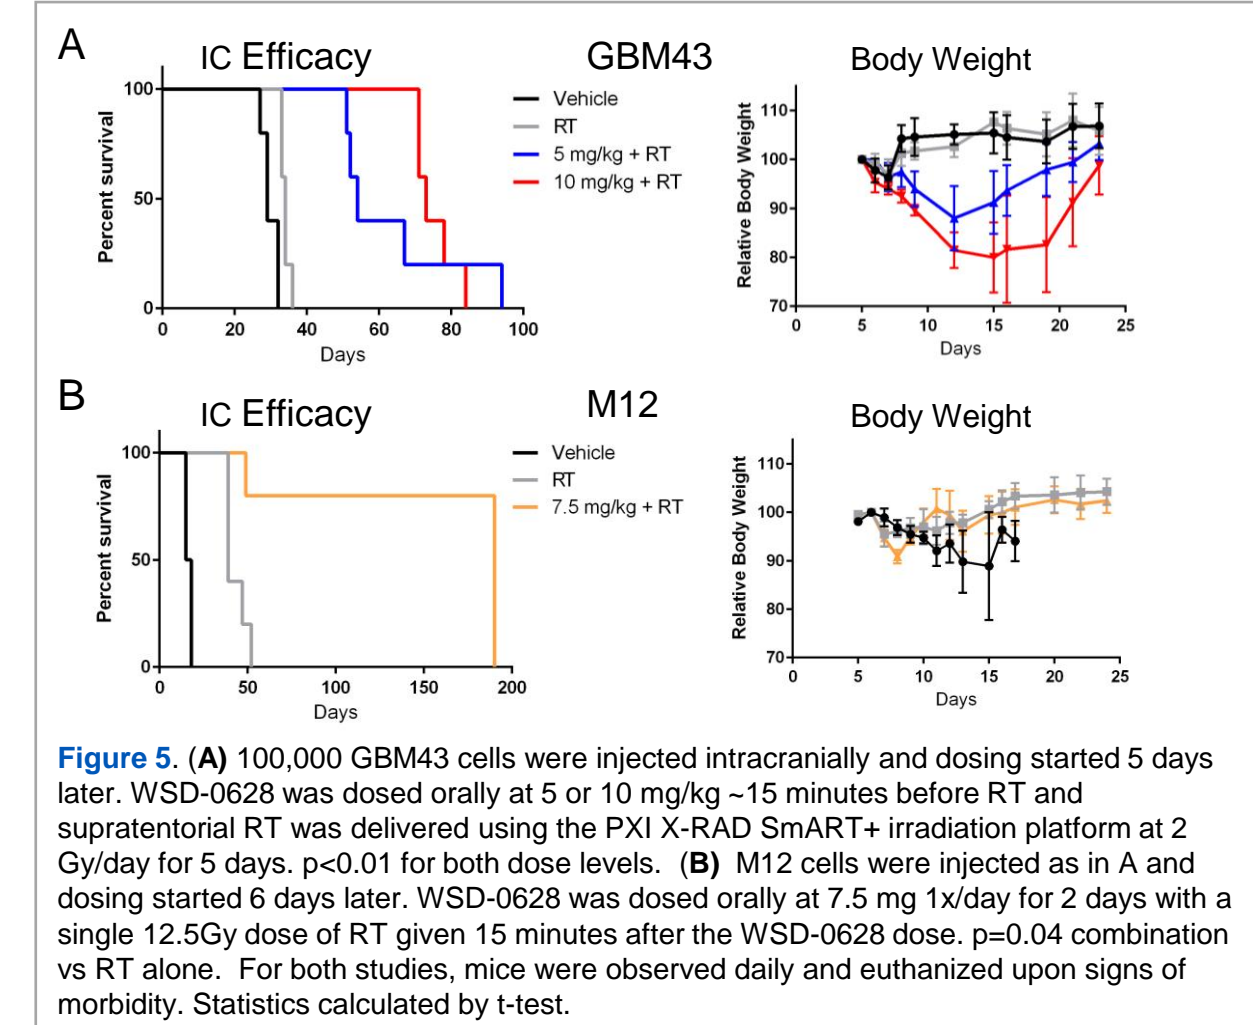 A
IC Efficacy
GBM43
Body Weight
Percent survival
100
50
0
0 20 40 60 80 100
Days
Vehicle
RT
5 mg/kg + RT
10 mg/kg + RT
Relative Body Weight
110
100
90
80
70
0 5 10 15 20 25
Days
B
IC Efficacy
M12
Body Weight
Percent survival
100
50
0
0 50 100 150 200
Days
Vehicle
RT
7.5 mg/kg + RT
Relative Body Weight
110
100
90
80
70
0 5 10 15 20 25
Days
Figure 5. (A) 100,000 GBM43 cells were injected intracranially and dosing started 5 days
later. WSD-0628 was dosed orally at 5 or 10 mg/kg ~15 minutes before RT and
supratentorial RT was delivered using the PXI X-RAD SmART+ irradiation platform at 2
Gy/day for 5 days. p<0.01 for both dose levels. (B) M12 cells were injected as in A and
dosing started 6 days later. WSD-0628 was dosed orally at 7.5 mg 1x/day for 2 days with a
single 12.5Gy dose of RT given 15 minutes after the WSD-0628 dose. p=0.04 combination
vs RT alone. For both studies, mice were observed daily and euthanized upon signs of
morbidity. Statistics calculated by t-test.